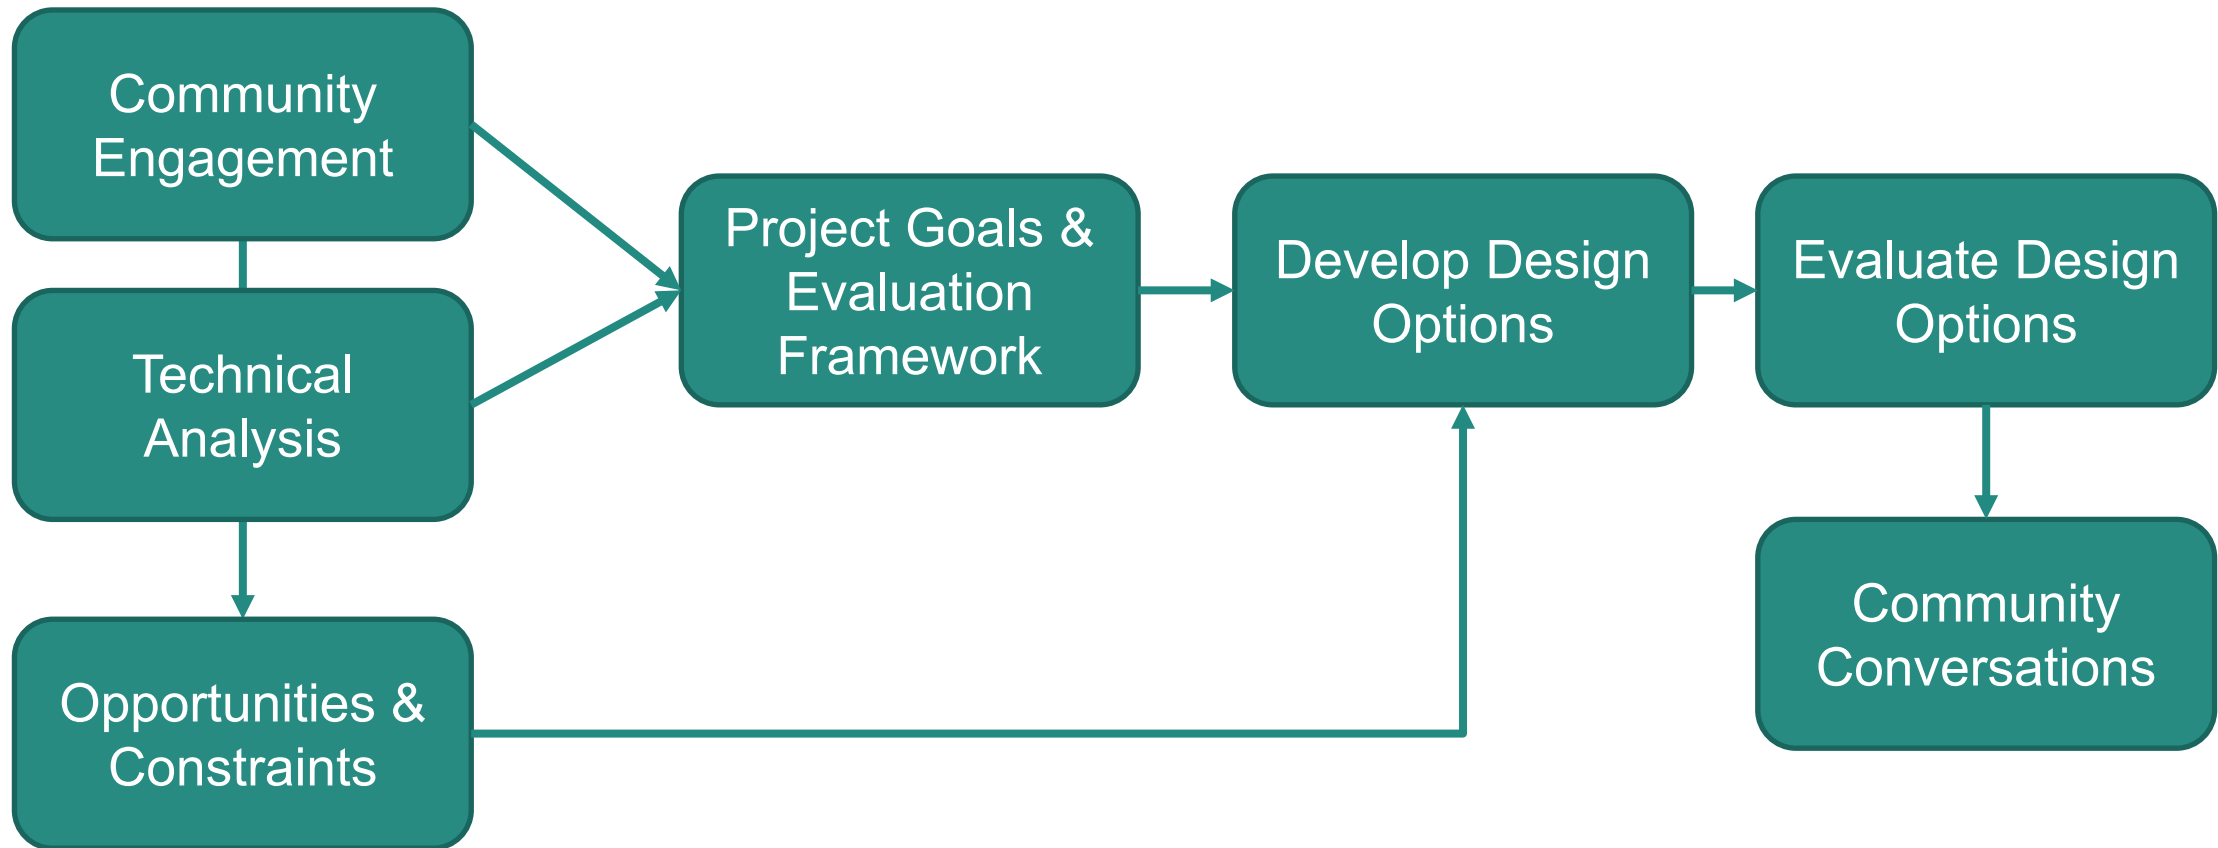 Community
Engagement
Technical
Analysis
Opportunities &
Constraints
Project Goals &
Evaluation
Framework
Develop Design
Options
Evaluate Design
Options
Community
Conversations